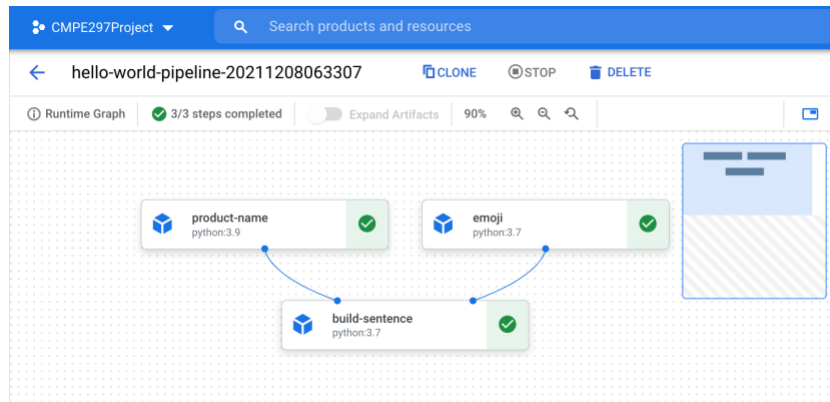 CMPE297Project Search products and resources
hello-world-pipeline-20211208063307 CLONE STOP DELETE
Runtime Graph 3/3 steps completed Expand Artifacts 90%
product-name
python:3.9
emoji
python:3.7
build-sentence
python:3.7